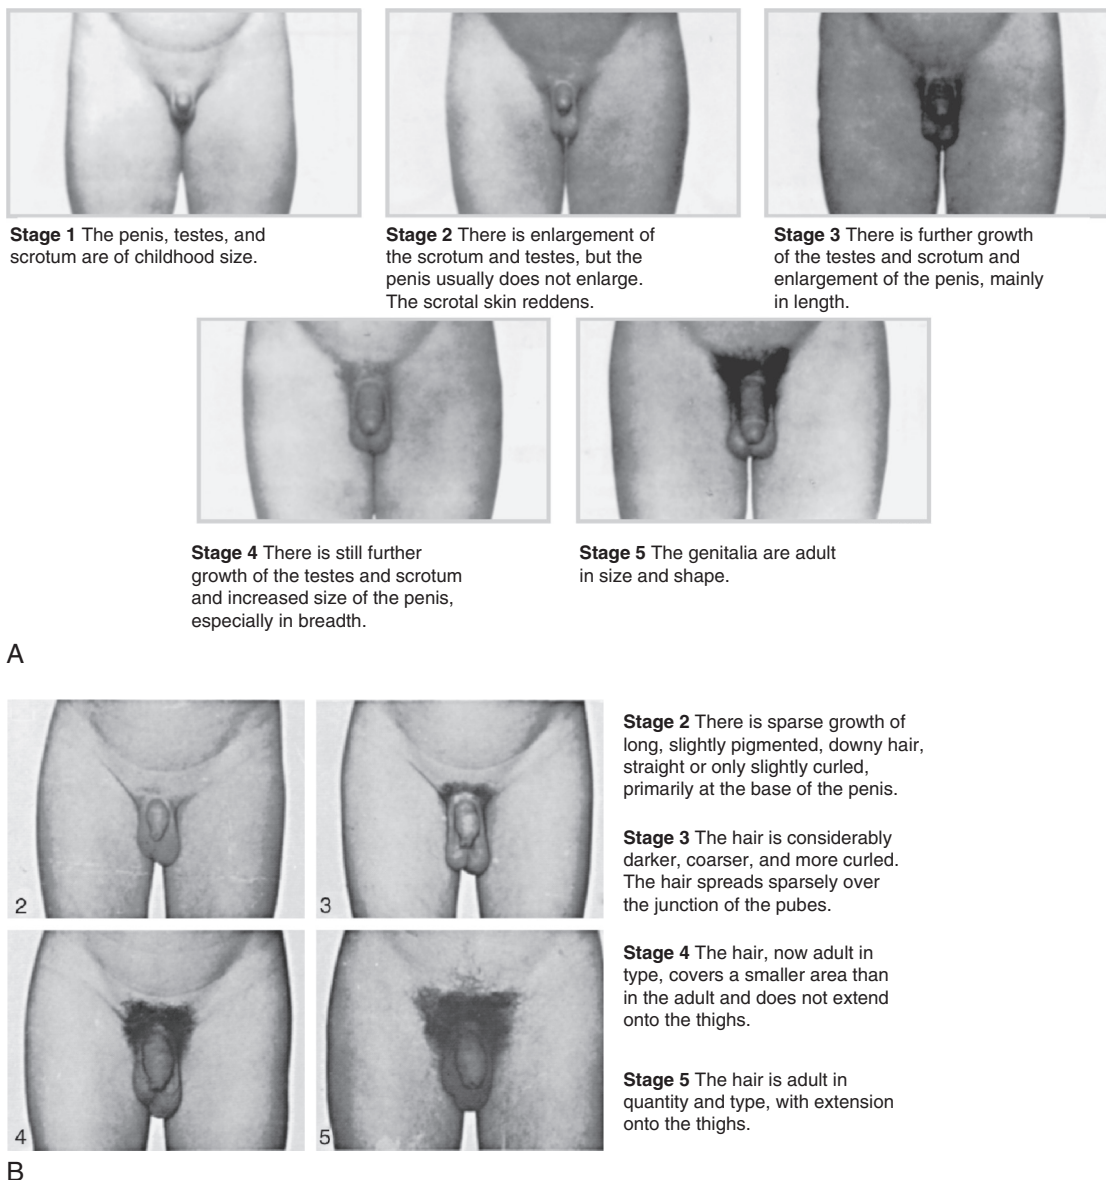 Stage 1 The penis, testes, and
scrotum are of childhood size.
Stage 2 There is enlargement of
the scrotum and testes, but the
penis usually does not enlarge.
The scrotal skin reddens.
Stage 3 There is further growth
of the testes and scrotum and
enlargement of the penis, mainly
in length.
Stage 4 There is still further
growth of the testes and scrotum
and increased size of the penis,
especially in breadth.
Stage 5 The genitalia are adult
in size and shape.
A
2
3
4
5
Stage 2 There is sparse growth of
long, slightly pigmented, downy hair,
straight or only slightly curled,
primarily at the base of the penis.
Stage 3 The hair is considerably
darker, coarser, and more curled.
The hair spreads sparsely over
the junction of the pubes.
Stage 4 The hair, now adult in
type, covers a smaller area than
in the adult and does not extend
onto the thighs.
Stage 5 The hair is adult in
quantity and type, with extension
onto the thighs.
B